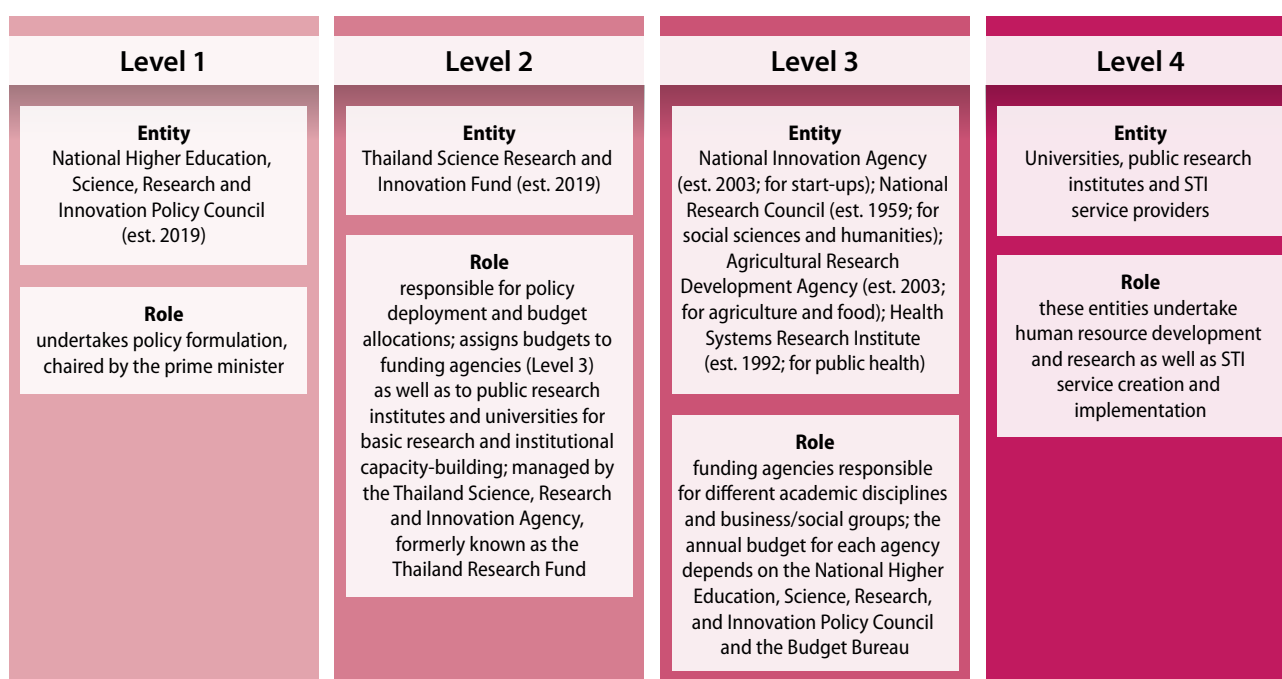 Level 1
Entity
National Higher Education,
Science, Research and
Innovation Policy Council
(est. 2019)
Role
undertakes policy formulation,
chaired by the prime minister
Level 2
Entity
Thailand Science Research and
Innovation Fund (est. 2019)
Role
responsible for policy
deployment and budget
allocations; assigns budgets to
funding agencies (Level 3)
as well as to public research
institutes and universities for
basic research and institutional
capacity-building; managed by
the Thailand Science, Research
and Innovation Agency,
formerly known as the
Thailand Research Fund
Level 3
Entity
National Innovation Agency
(est. 2003; for start-ups); National
Research Council (est. 1959; for
social sciences and humanities);
Agricultural Research
Development Agency (est. 2003;
for agriculture and food); Health
Systems Research Institute
(est. 1992; for public health)
Role
funding agencies responsible
for different academic disciplines
and business/social groups; the
annual budget for each agency
depends on the National Higher
Education, Science, Research,
and Innovation Policy Council
and the Budget Bureau
Level 4
Entity
Universities, public research
institutes and STI
service providers
Role
these entities undertake
human resource development
and research as well as STI
service creation and
implementation